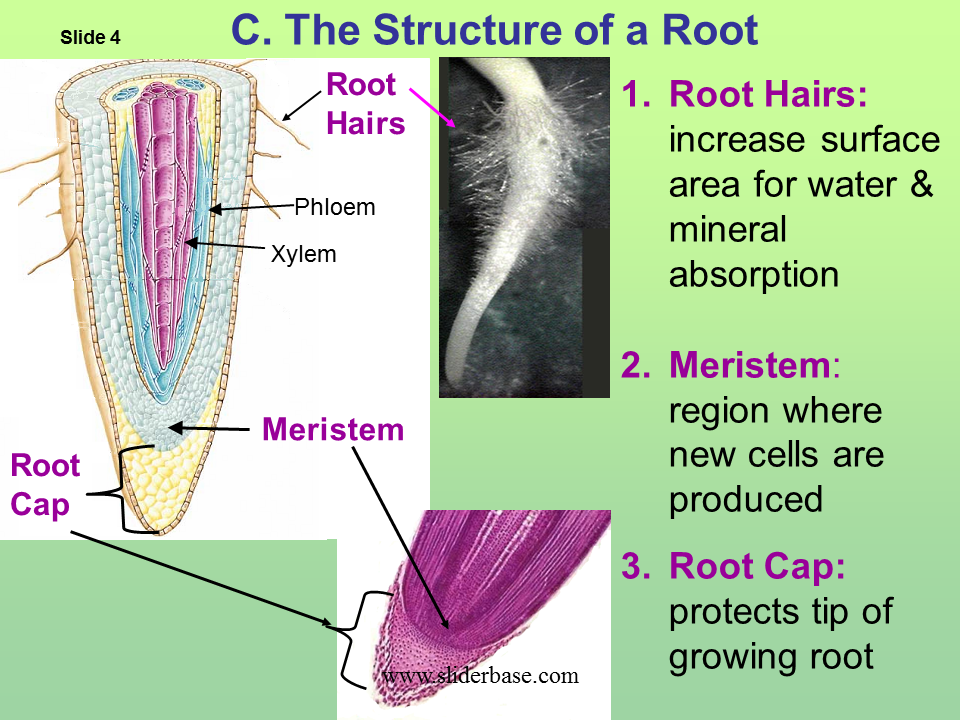 Slide 4
C. The Structure of a Root
Root
Hairs
Phloem
Xylem
Meristem
Root
Cap
1. Root Hairs:
increase surface
area for water &
mineral
absorption
2. Meristem:
region where
new cells are
produced
3. Root Cap:
protects tip of
growing root
www.sliderbase.com